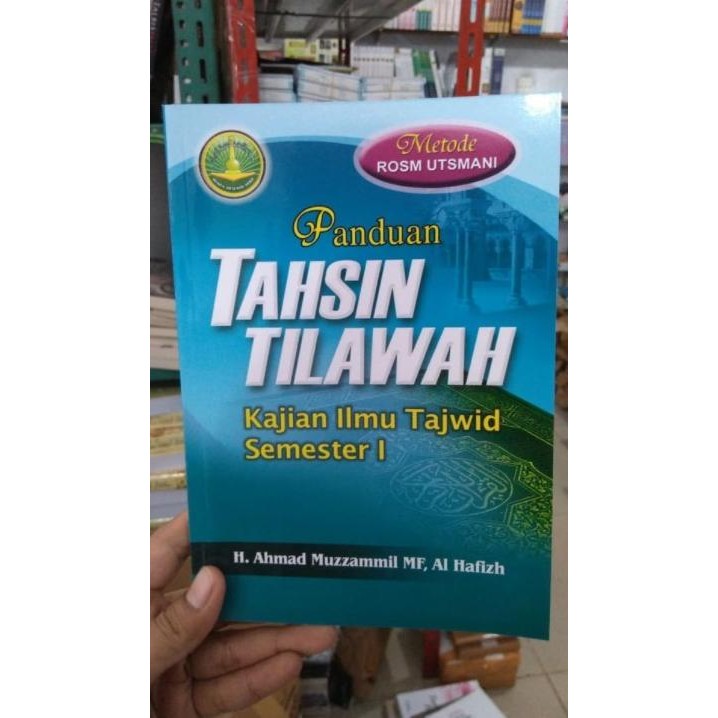 Metode
ROSM UTSMANI
Panduan
TAHSIN
TILAWAH
Kajian Ilmu Tajwid
Semester I
H. Ahmad Muzzammil MF, Al Hafizh